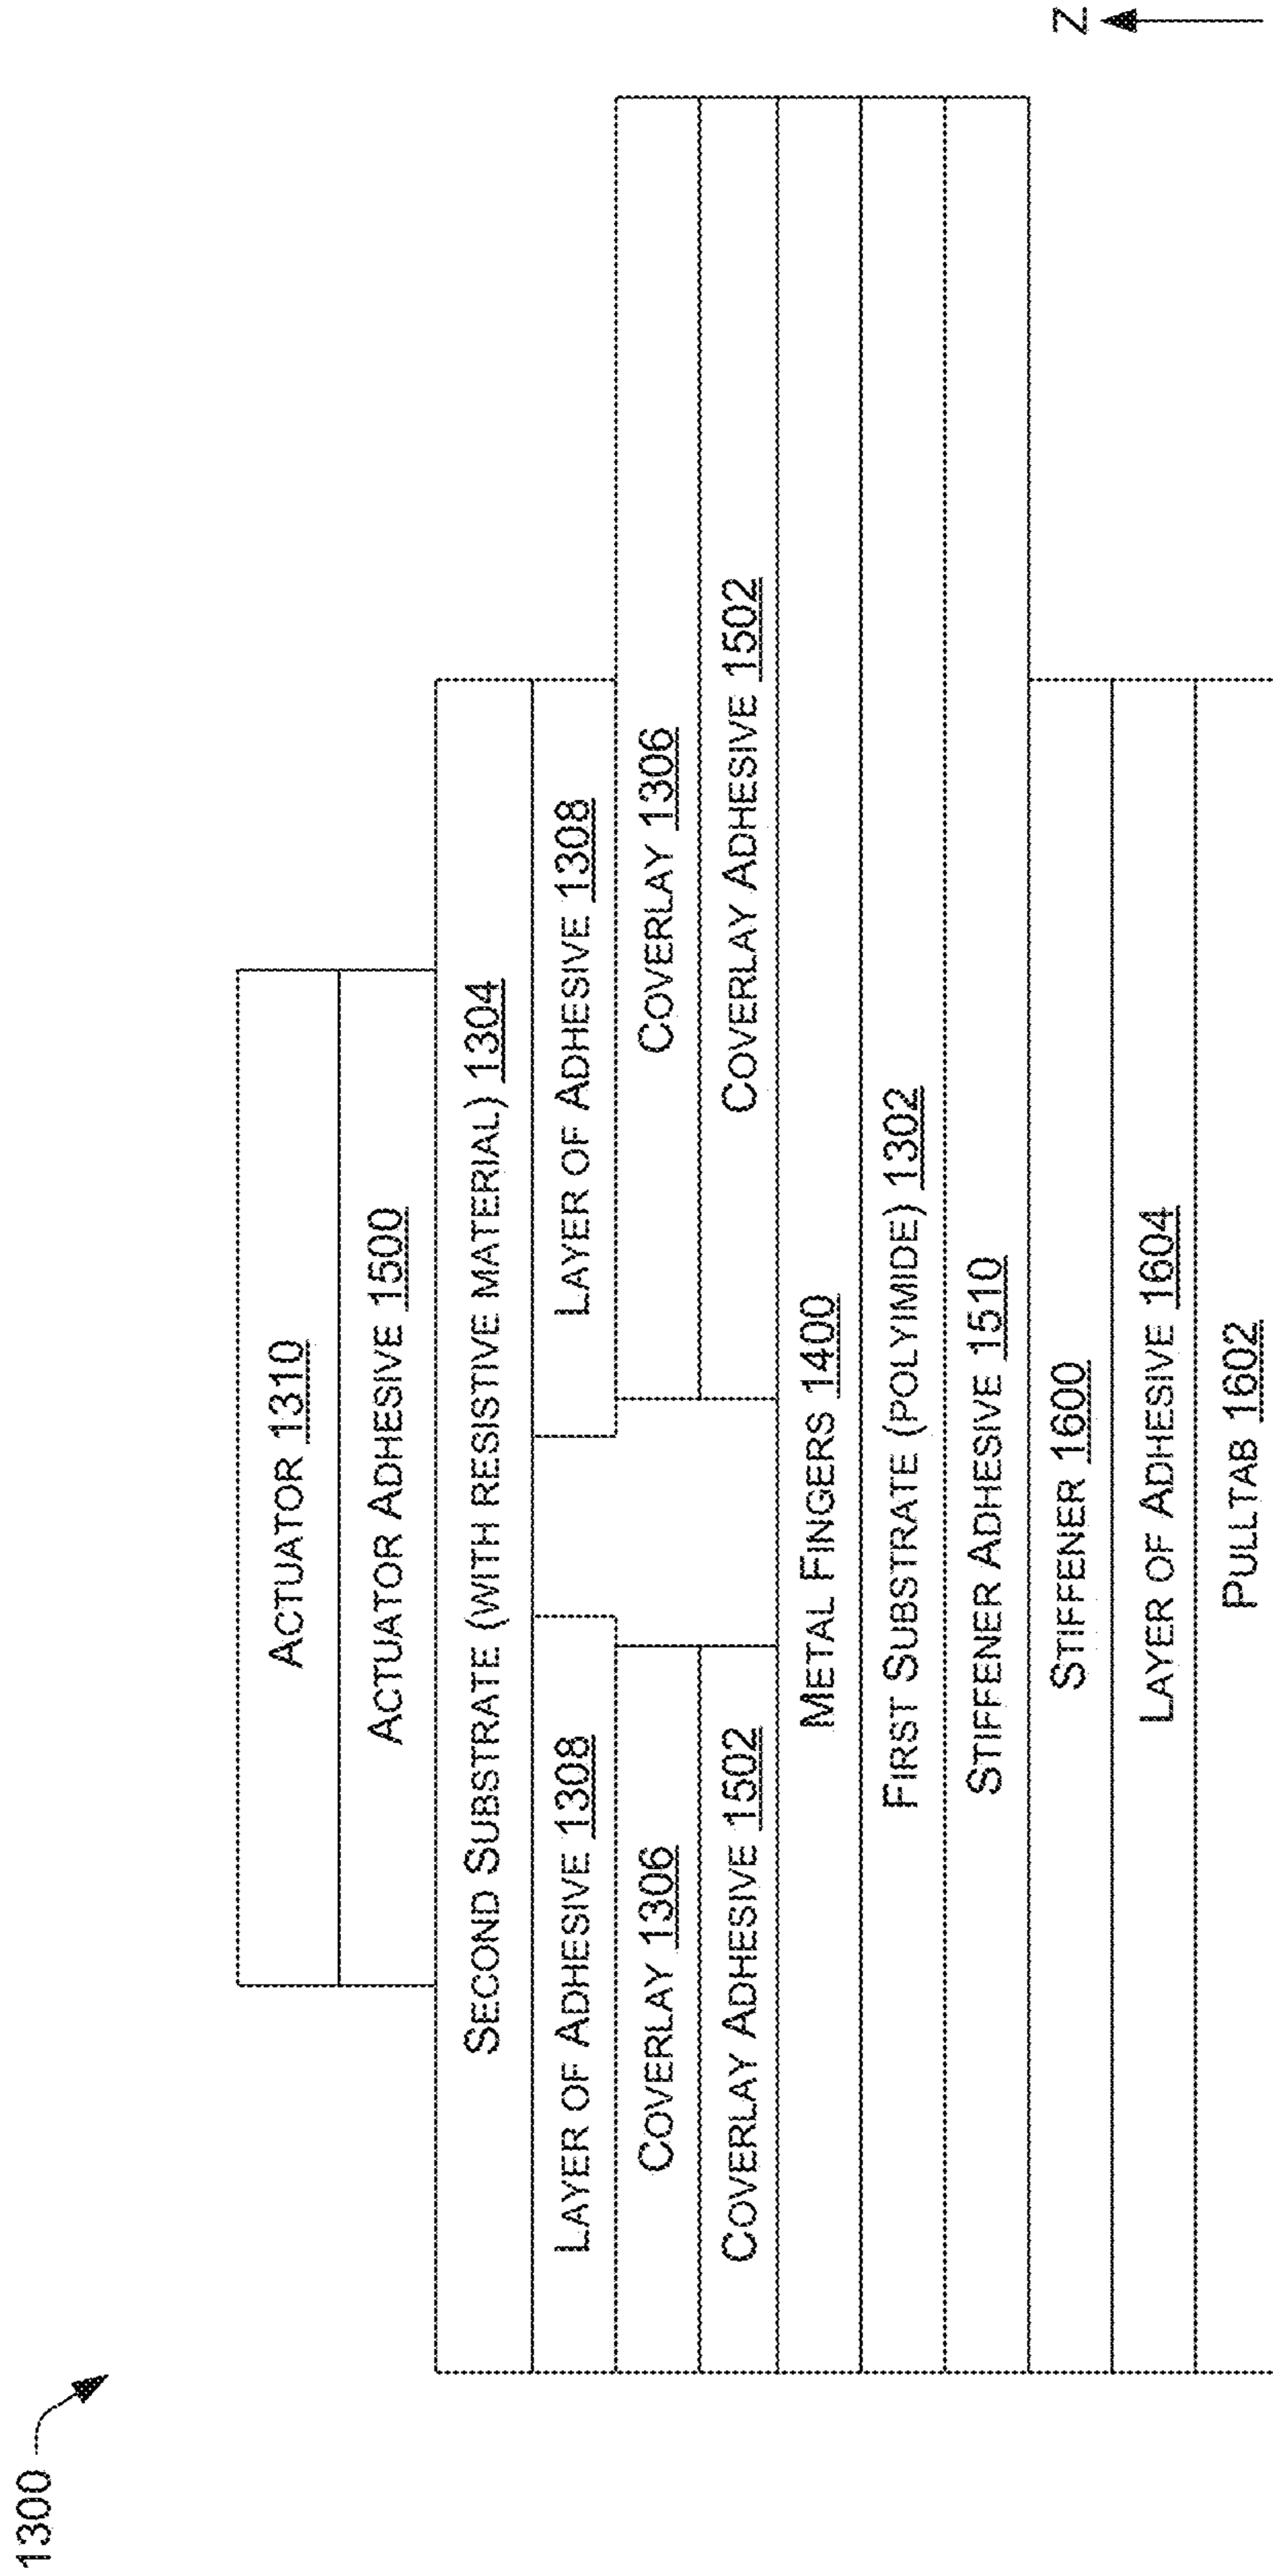 1300
ACTUATOR 1310
ACTUATOR ADHESIVE 1500
SECOND SUBSTRATE (WITH RESISTIVE MATERIAL) 1304
LAYER OF ADHESIVE 1308
LAYER OF ADHESIVE 1308
COVERLAY 1306
COVERLAY 1306
COVERLAY ADHESIVE 1502
COVERLAY ADHESIVE 1502
METAL FINGERS 1400
FIRST SUBSTRATE (POLYIMIDE) 1302
STIFFENER ADHESIVE 1510
STIFFENER 1600
LAYER OF ADHESIVE 1604
PULLTAB 1602
Z